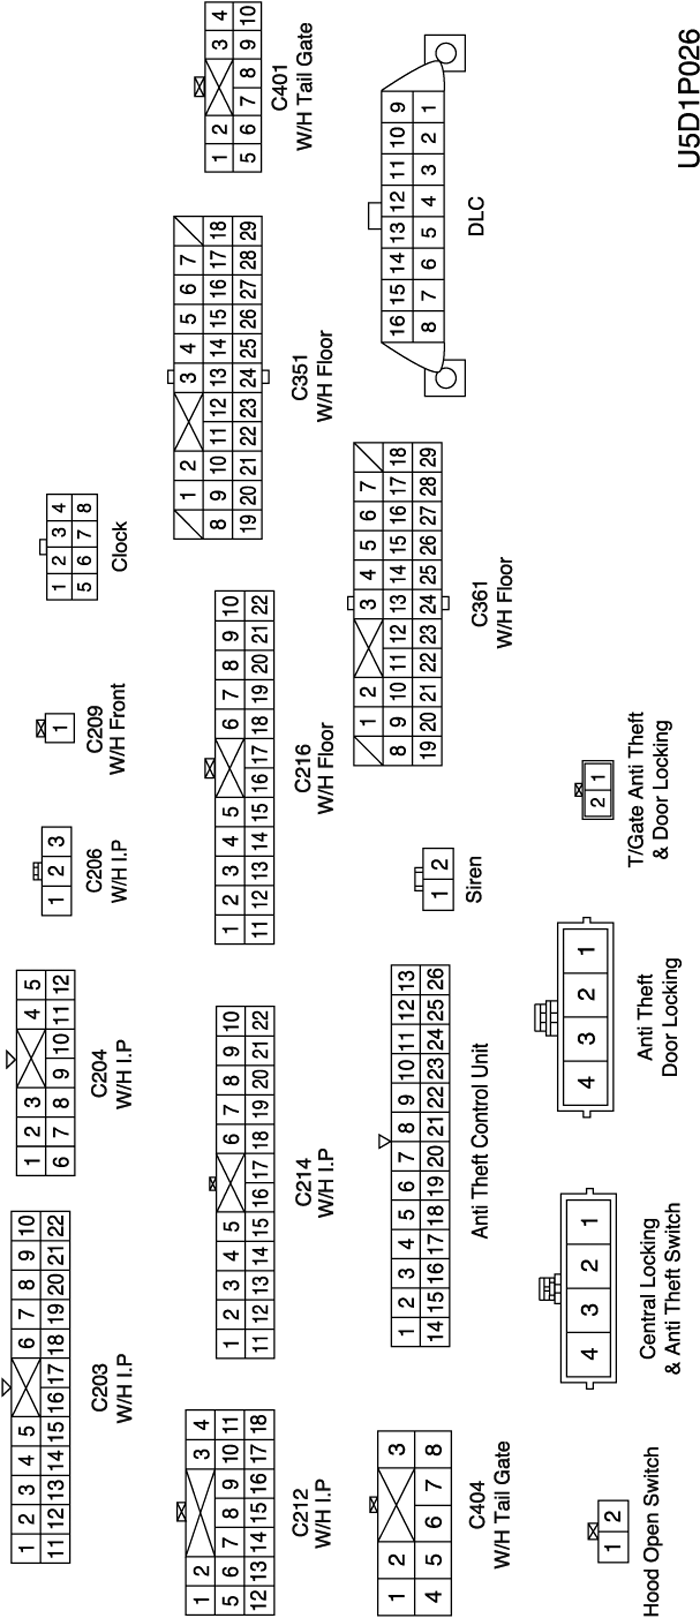 1 2 3 4 5 6 7 8 9 10
11 12 13 14 15 16 17 18 19 20 21 22
C203
W/H I.P
1 2 3 4 5
6 7 8 9 10 11 12
C204
W/H I.P
1 2 3
C206
W/H I.P
1
C209
W/H Front
1 2 3 4
5 6 7 8
Clock
1 2 3 4
5 6 7 8 9 10 11
12 13 14 15 16 17 18
C212
W/H I.P
1 2 3 4 5 6 7 8 9 10
11 12 13 14 15 16 17 18 19 20 21 22
C214
W/H I.P
1 2 3 4 5 6 7 8 9 10
11 12 13 14 15 16 17 18 19 20 21 22
C216
W/H Floor
1 2 3 4 5 6 7
8 9 10 11 12 13 14 15 16 17 18
19 20 21 22 23 24 25 26 27 28 29
C351
W/H Floor
1 2 3 4
5 6 7 8 9 10
C401
W/H Tail Gate
1 2 3
4 5 6 7 8
C404
W/H Tail Gate
1 2 3 4 5 6 7 8 9 10 11 12 13
14 15 16 17 18 19 20 21 22 23 24 25 26
Anti Theft Control Unit
1 2
Siren
1 2 3 4 5 6 7
8 9 10 11 12 13 14 15 16 17 18
19 20 21 22 23 24 25 26 27 28 29
C361
W/H Floor
16 15 14 13 12 11 10 9
8 7 6 5 4 3 2 1
DLC
1 2
Hood Open Switch
4 3 2 1
Central Locking
& Anti Theft Switch
4 3 2 1
Anti Theft
Door Locking
2 1
T/Gate Anti Theft
& Door Locking
U5D1P026